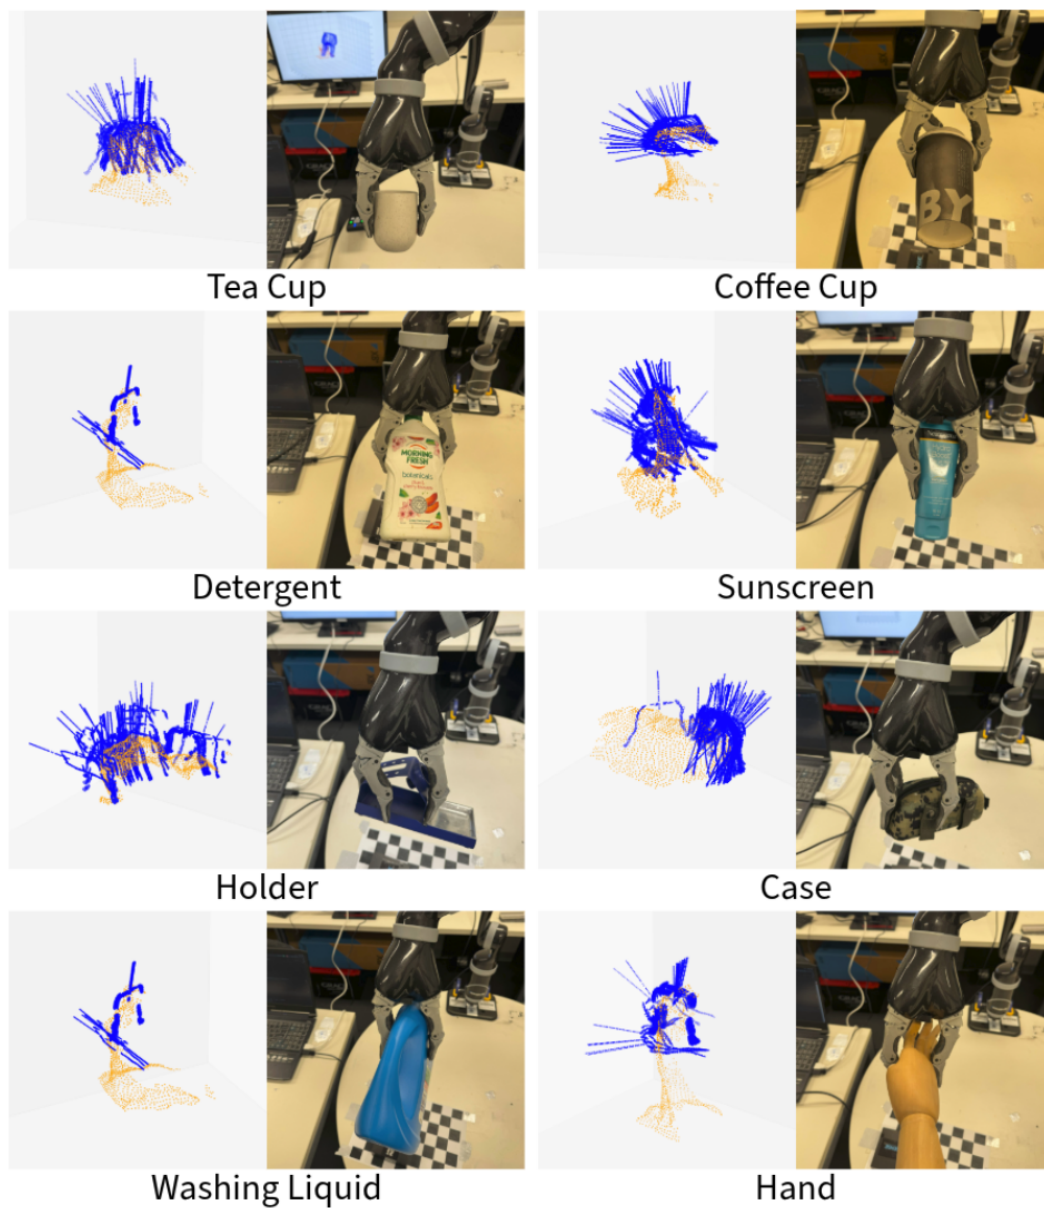 Tea Cup
BY
Coffee Cup
MORNING
FRESH
botanicals
Detergent
Sunscreen
Holder
Case
Washing Liquid
Hand